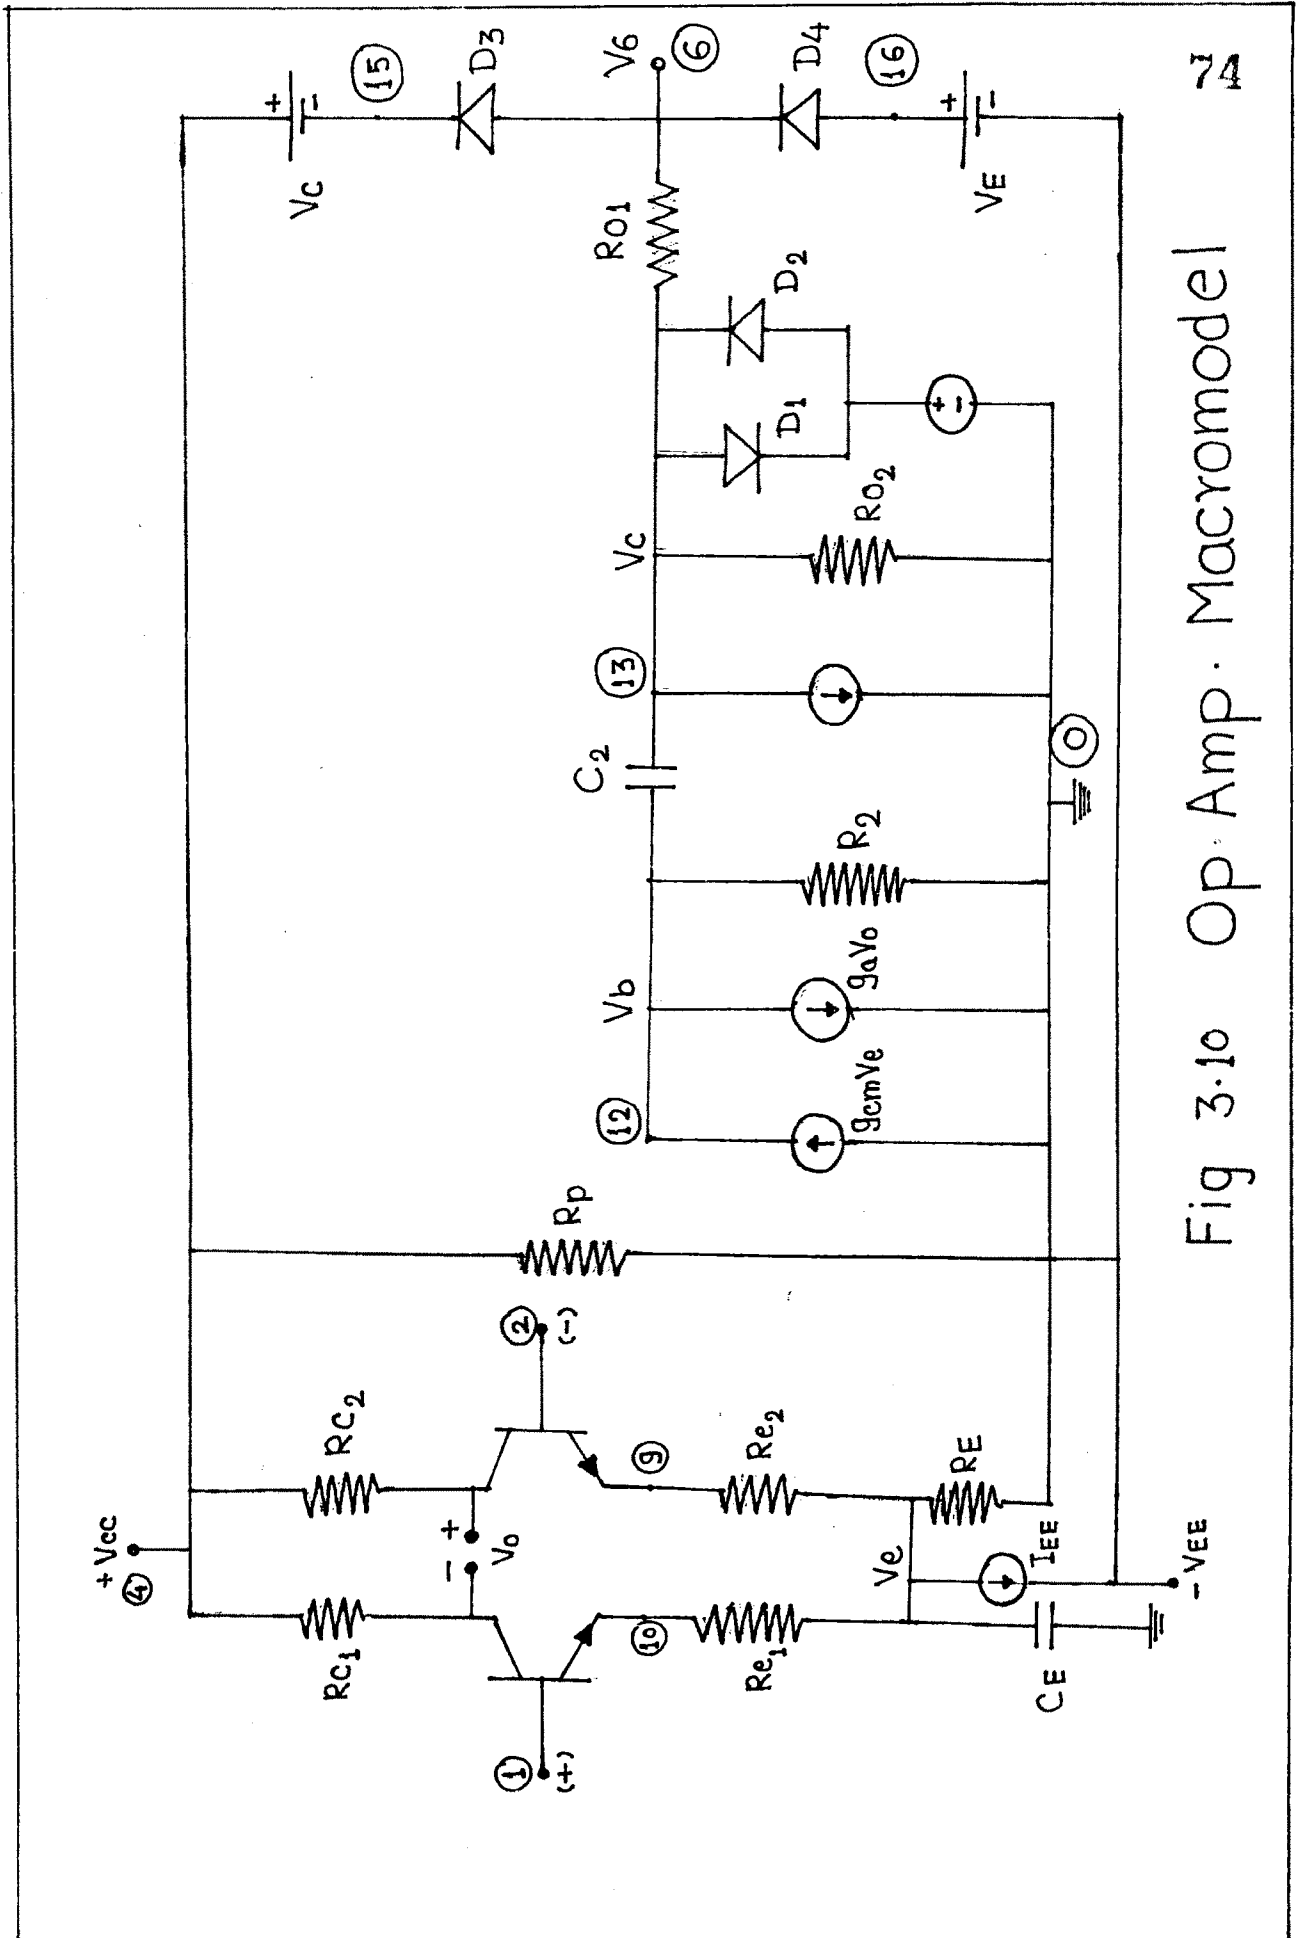 74
+Vcc
4
RC1
RC2
- Vo +
1
(+)
2
(-)
10
9
Re1
Re2
Ve
RE
IEE
CE
-VEE
Rp
12
Vb
gcmVe
gaVo
R2
C2
13
Vc
RO2
0
D1
D2
+ -
RO1
V6
6
+ -
Vc
15
D3
D4
16
+ -
VE
Fig 3.10 Op. Amp. Macromodel